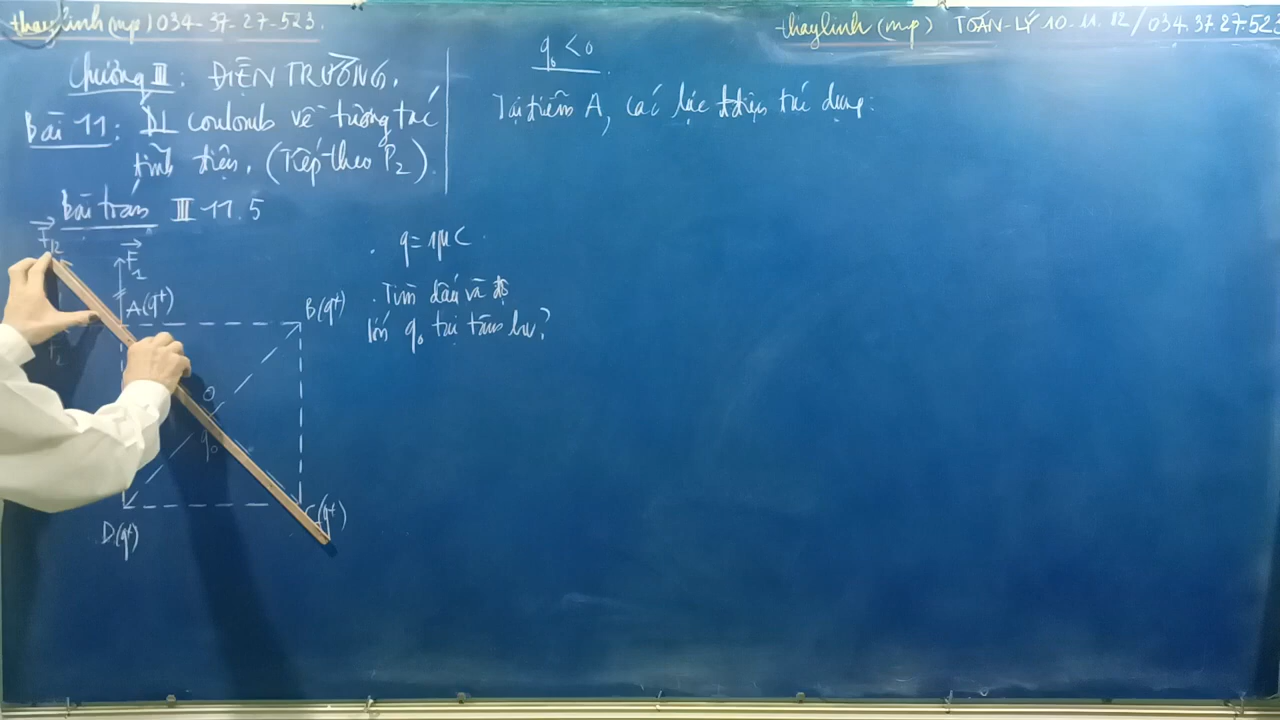 thaylinh (mp) 034-37-27-523.
thaylinh (mp) TOÁN-LÝ 10-11.12/034.37.27.523
Chương III: ĐIỆN TRƯỜNG.
Bài 11: ĐL coulomb về tương tác
tĩnh điện. (Tiếp theo P2).
Bài toán III 11.5
q0 < 0
Tại điểm A, các lực điện tác dụng:
. q = 1μC.
. Tìm dấu và độ
lớn q0 tại tâm hv?
F12
F1
A(q+)
B(q+)
O
q0
D(q+)
C(q+)